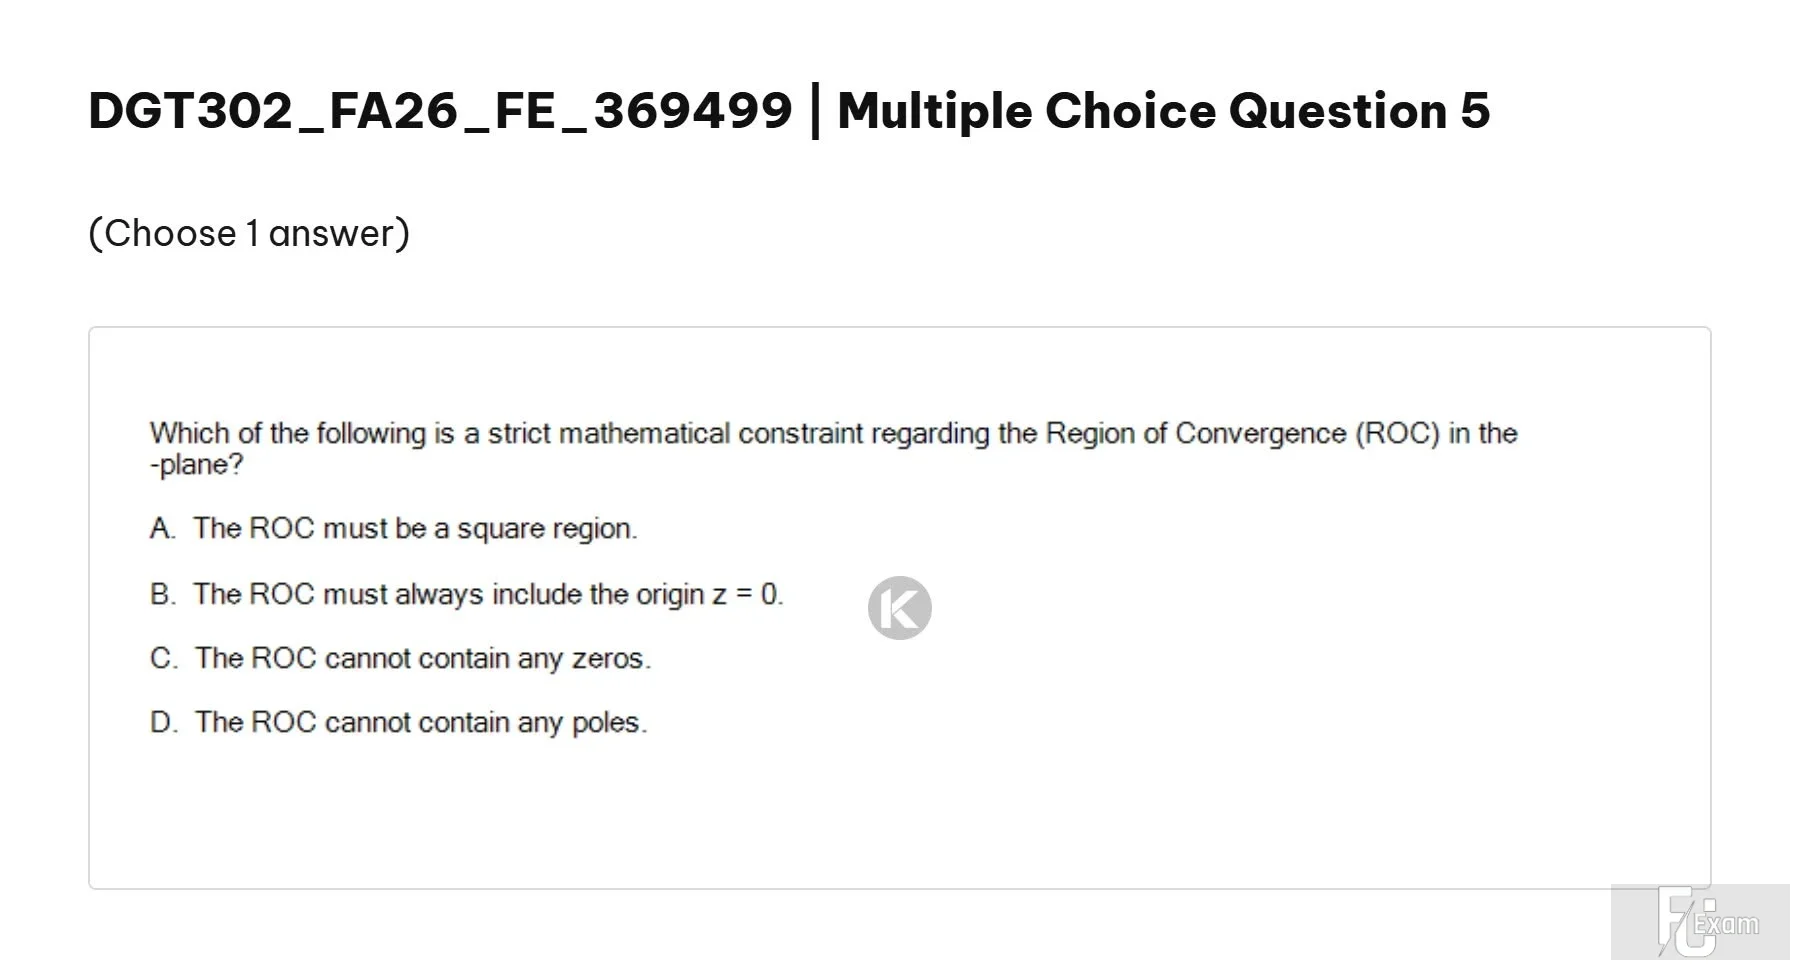 DGT302_FA26_FE_369499 | Multiple Choice Question 5
(Choose 1 answer)
Which of the following is a strict mathematical constraint regarding the Region of Convergence (ROC) in the
-plane?
A. The ROC must be a square region.
B. The ROC must always include the origin z = 0.
K
C. The ROC cannot contain any zeros.
D. The ROC cannot contain any poles.
FU Exam